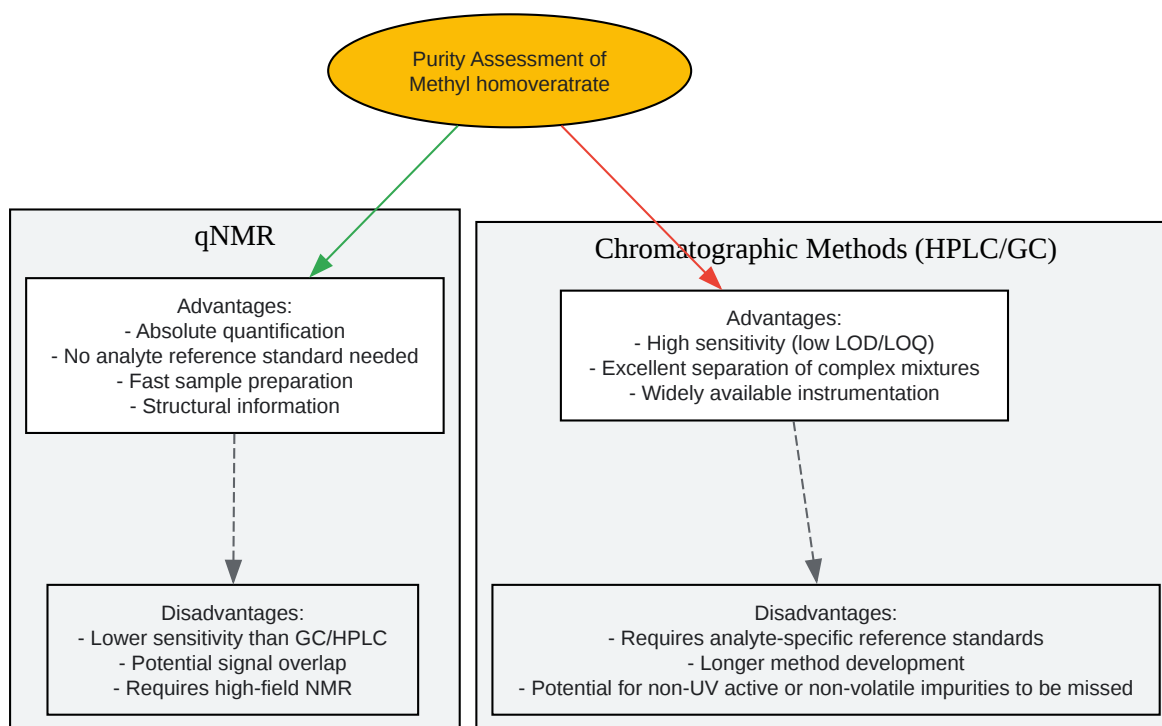 Purity Assessment of
Methyl homoveratrate
qNMR
Advantages:
- Absolute quantification
- No analyte reference standard needed
- Fast sample preparation
- Structural information
Disadvantages:
- Lower sensitivity than GC/HPLC
- Potential signal overlap
- Requires high-field NMR
Chromatographic Methods (HPLC/GC)
Advantages:
- High sensitivity (low LOD/LOQ)
- Excellent separation of complex mixtures
- Widely available instrumentation
Disadvantages:
- Requires analyte-specific reference standards
- Longer method development
- Potential for non-UV active or non-volatile impurities to be missed